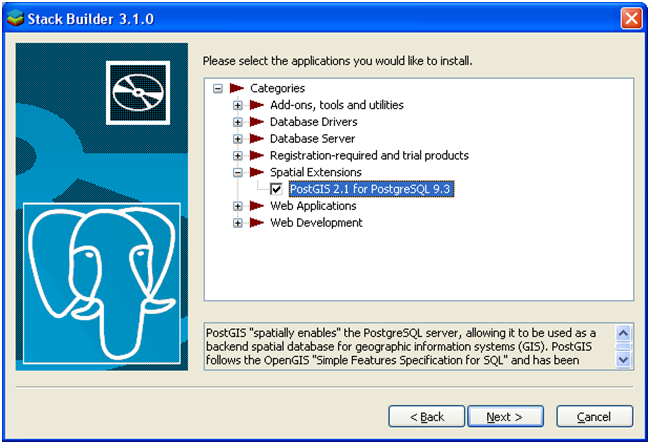 Stack Builder 3.1.0
Please select the applications you would like to install.
Categories
Add-ons, tools and utilities
Database Drivers
Database Server
Registration-required and trial products
Spatial Extensions
PostGIS 2.1 for PostgreSQL 9.3
Web Applications
Web Development
PostGIS "spatially enables" the PostgreSQL server, allowing it to be used as a
backend spatial database for geographic information systems (GIS). PostGIS
follows the OpenGIS "Simple Features Specification for SQL" and has been
< Back Next > Cancel